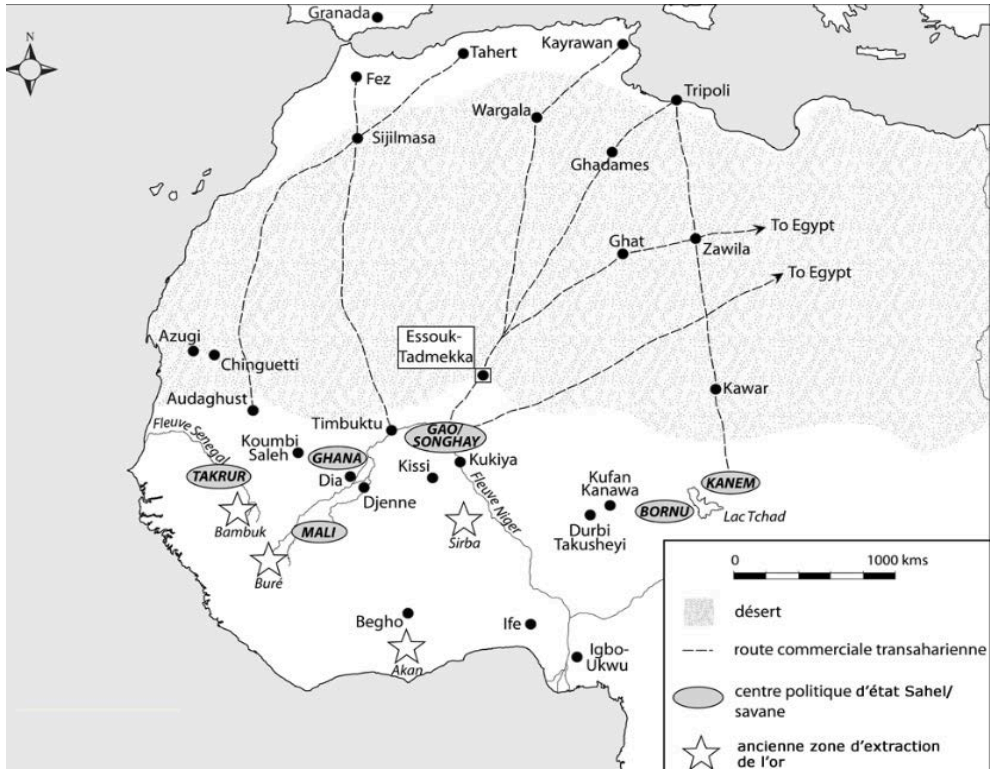 Granada
N
Tahert
Kayrawan
Fez
Tripoli
Wargala
Sijilmasa
Ghadames
To Egypt
Ghat
Zawila
To Egypt
Essouk-
Tadmekka
Azugi
Chinguetti
Kawar
Audaghust
Timbuktu
Fleuve Senegal
GAO/
SONGHAY
Koumbi
Saleh
GHANA
Kissi
Kukiya
TAKRUR
Dia
Djenne
Kufan
Kanawa
KANEM
Fleuve Niger
BORNU
Lac Tchad
Bambuk
MALI
Sirba
Durbi
Takusheyi
Buré
0
1000 kms
désert
Begho
Ife
route commerciale transaharienne
Igbo-
Ukwu
Akan
centre politique d'état Sahel/
savane
ancienne zone d'extraction
de l'or